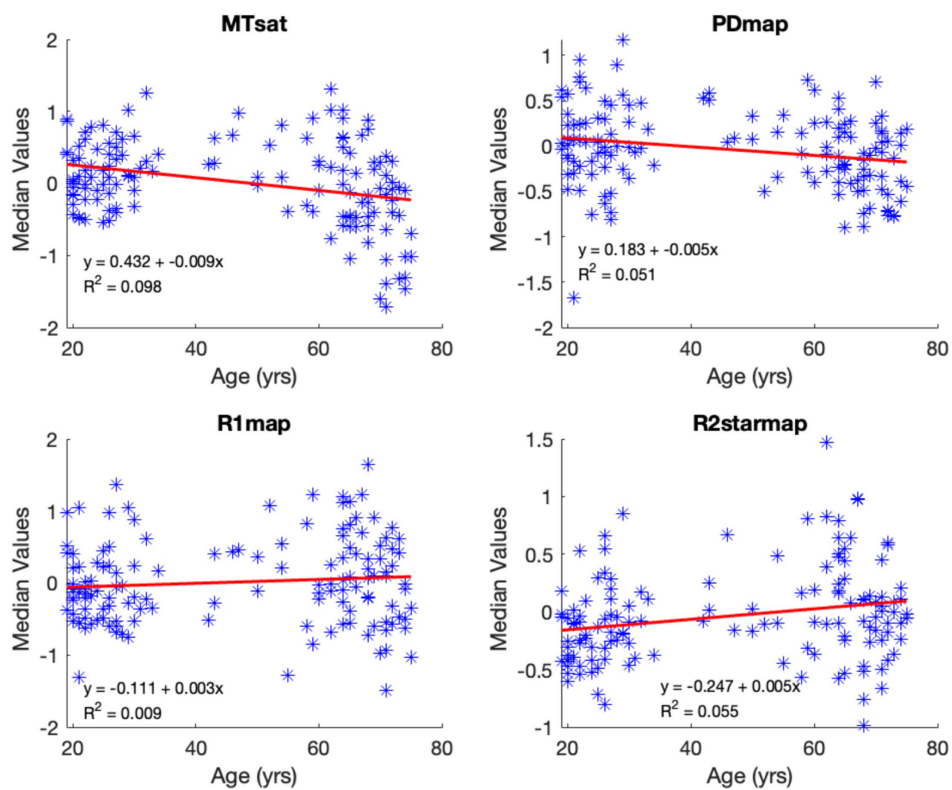 MTsat
2
1
0
-1
-2
Median Values
y = 0.432 + -0.009x
R² = 0.098
20
40
60
80
Age (yrs)
PDmap
1
0.5
0
-0.5
-1
-1.5
-2
Median Values
y = 0.183 + -0.005x
R² = 0.051
20
40
60
80
Age (yrs)
R1map
2
1
0
-1
-2
Median Values
y = -0.111 + 0.003x
R² = 0.009
20
40
60
80
Age (yrs)
R2starmap
1.5
1
0.5
0
-0.5
-1
Median Values
y = -0.247 + 0.005x
R² = 0.055
20
40
60
80
Age (yrs)